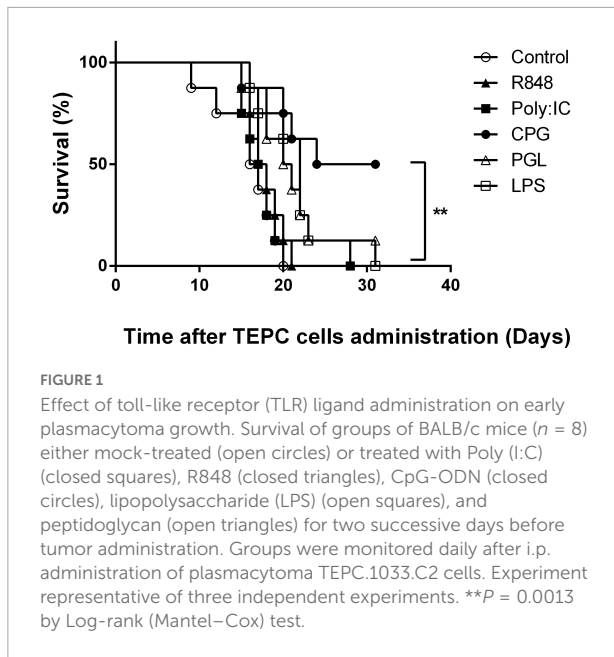 100
50
0
Survival (%)
0
10
20
30
40
Time after TEPC cells administration (Days)
Control
R848
Poly:IC
CPG
PGL
LPS
**
FIGURE 1
Effect of toll-like receptor (TLR) ligand administration on early
plasmacytoma growth. Survival of groups of BALB/c mice (n = 8)
either mock-treated (open circles) or treated with Poly (I:C)
(closed squares), R848 (closed triangles), CpG-ODN (closed
circles), lipopolysaccharide (LPS) (open squares), and
peptidoglycan (open triangles) for two successive days before
tumor administration. Groups were monitored daily after i.p.
administration of plasmacytoma TEPC.1033.C2 cells. Experiment
representative of three independent experiments. **P = 0.0013
by Log-rank (Mantel–Cox) test.